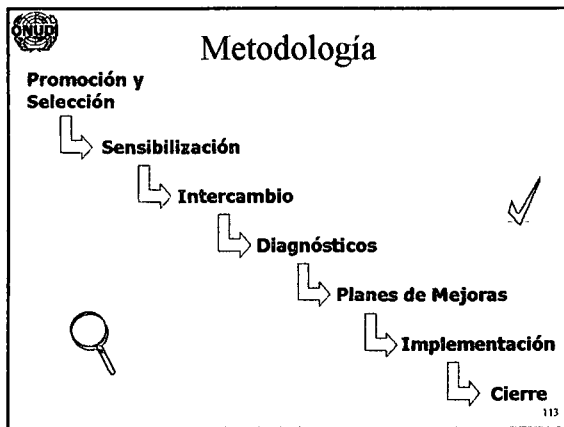 ONUDI
Metodología
Promoción y
Selección
Sensibilización
Intercambio
Diagnósticos
Planes de Mejoras
Implementación
Cierre
113